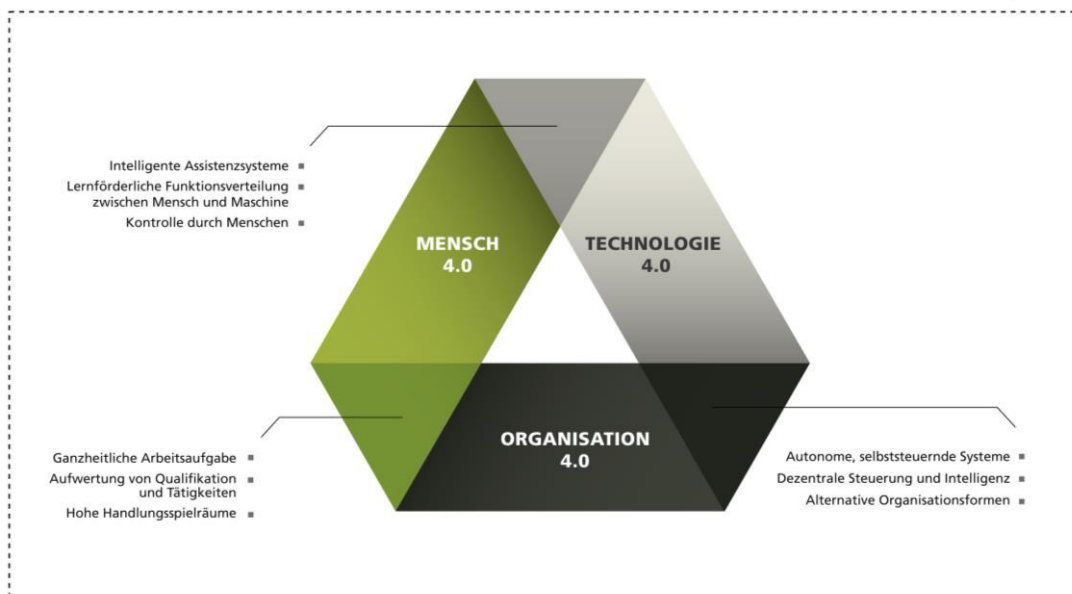 Intelligente Assistenzsysteme
Lernförderliche Funktionsverteilung
zwischen Mensch und Maschine
Kontrolle durch Menschen
MENSCH
4.0
TECHNOLOGIE
4.0
ORGANISATION
4.0
Ganzheitliche Arbeitsaufgabe
Aufwertung von Qualifikation
und Tätigkeiten
Hohe Handlungsspielräume
Autonome, selbststeuernde Systeme
Dezentrale Steuerung und Intelligenz
Alternative Organisationsformen